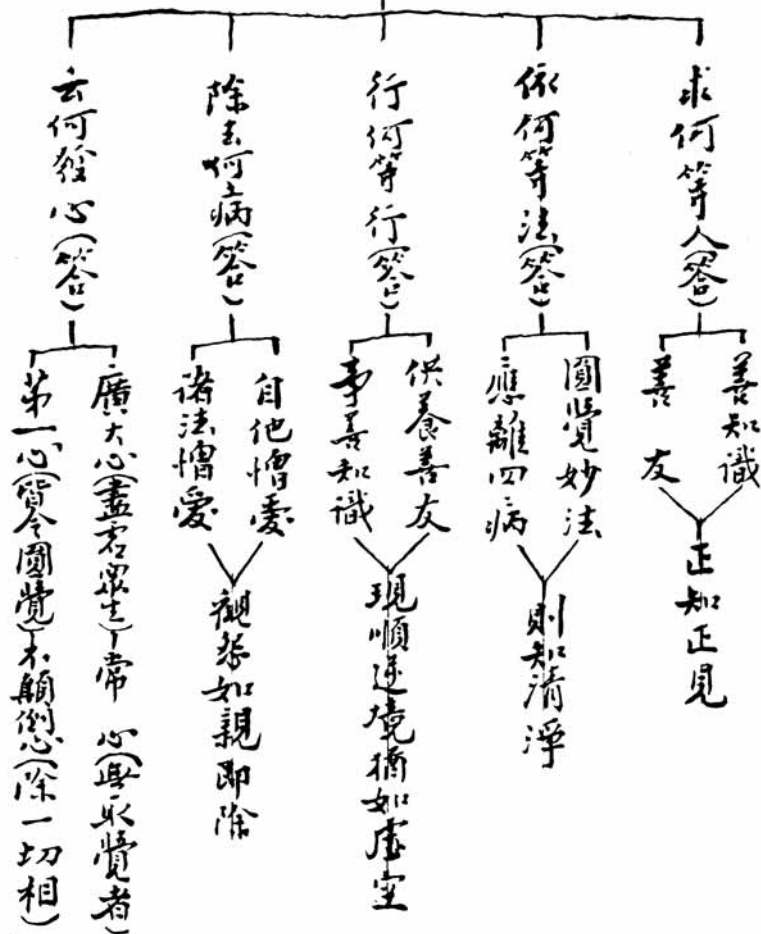 求何等人(答)
善知識
善友
正知正見
依何等法(答)
圓覺妙法
應離四病
則知清淨
行何等行(答)
供養善友
事善知識
現順逆境猶如虛空
除去何病(答)
自他憎愛
諸法憎愛
觀怨如親即除
云何發心(答)
廣大心(盡君眾生)常 心(無取覺者)
第一心(皆令圓覺)不顛倒心(除一切相)